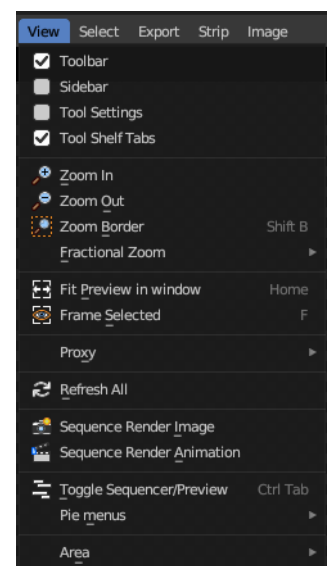 View Select Export Strip Image
Toolbar
Sidebar
Tool Settings
Tool Shelf Tabs
Zoom In
Zoom Out
Zoom Border Shift B
Fractional Zoom
Fit Preview in window Home
Frame Selected F
Proxy
Refresh All
Sequence Render Image
Sequence Render Animation
Toggle Sequencer/Preview Ctrl Tab
Pie menus
Area